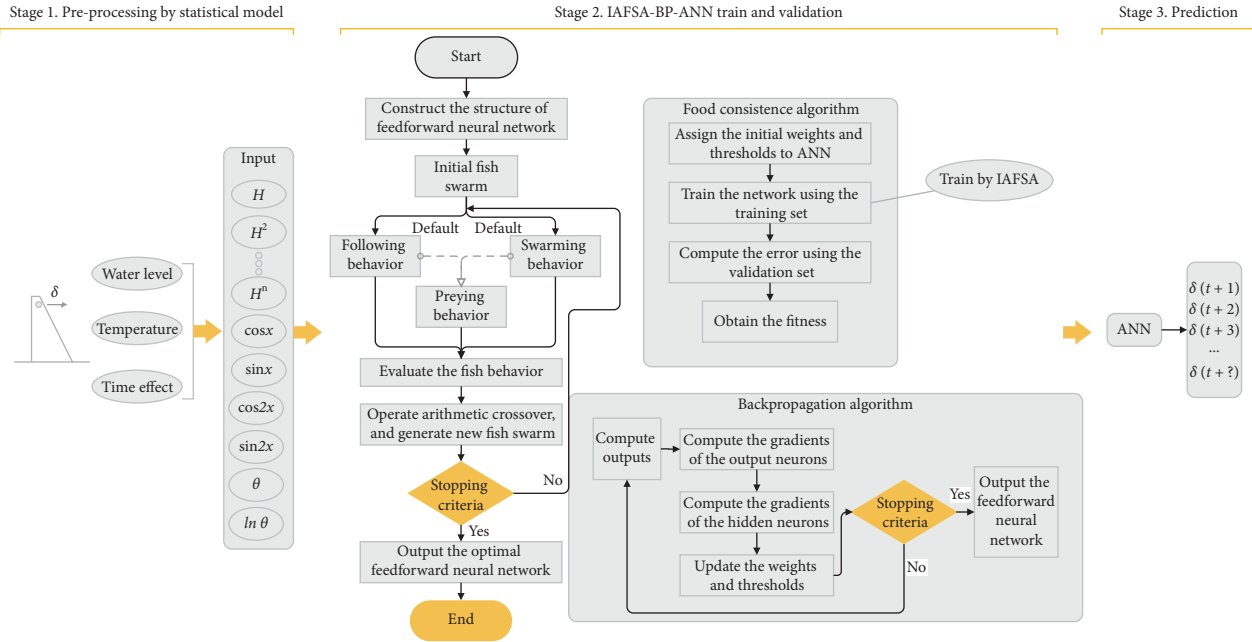 Stage 1. Pre-processing by statistical model
Stage 2. IAFSA-BP-ANN train and validation
Stage 3. Prediction
δ
Water level
Temperature
Time effect
Input
H
H²
Hⁿ
cosx
sinx
cos2x
sin2x
θ
ln θ
Start
Construct the structure of
feedforward neural network
Initial fish
swarm
Default
Default
Following
behavior
Swarming
behavior
Preying
behavior
Evaluate the fish behavior
Operate arithmetic crossover,
and generate new fish swarm
Stopping
criteria
No
Yes
Output the optimal
feedforward neural network
End
Food consistence algorithm
Assign the initial weights and
thresholds to ANN
Train the network using the
training set
Compute the error using the
validation set
Obtain the fitness
Train by IAFSA
Backpropagation algorithm
Compute
outputs
Compute the gradients
of the output neurons
Compute the gradients
of the hidden neurons
Update the weights
and thresholds
Stopping
criteria
Yes
No
Output the
feedforward
neural
network
ANN
δ (t + 1)
δ (t + 2)
δ (t + 3)
...
δ (t + ?)